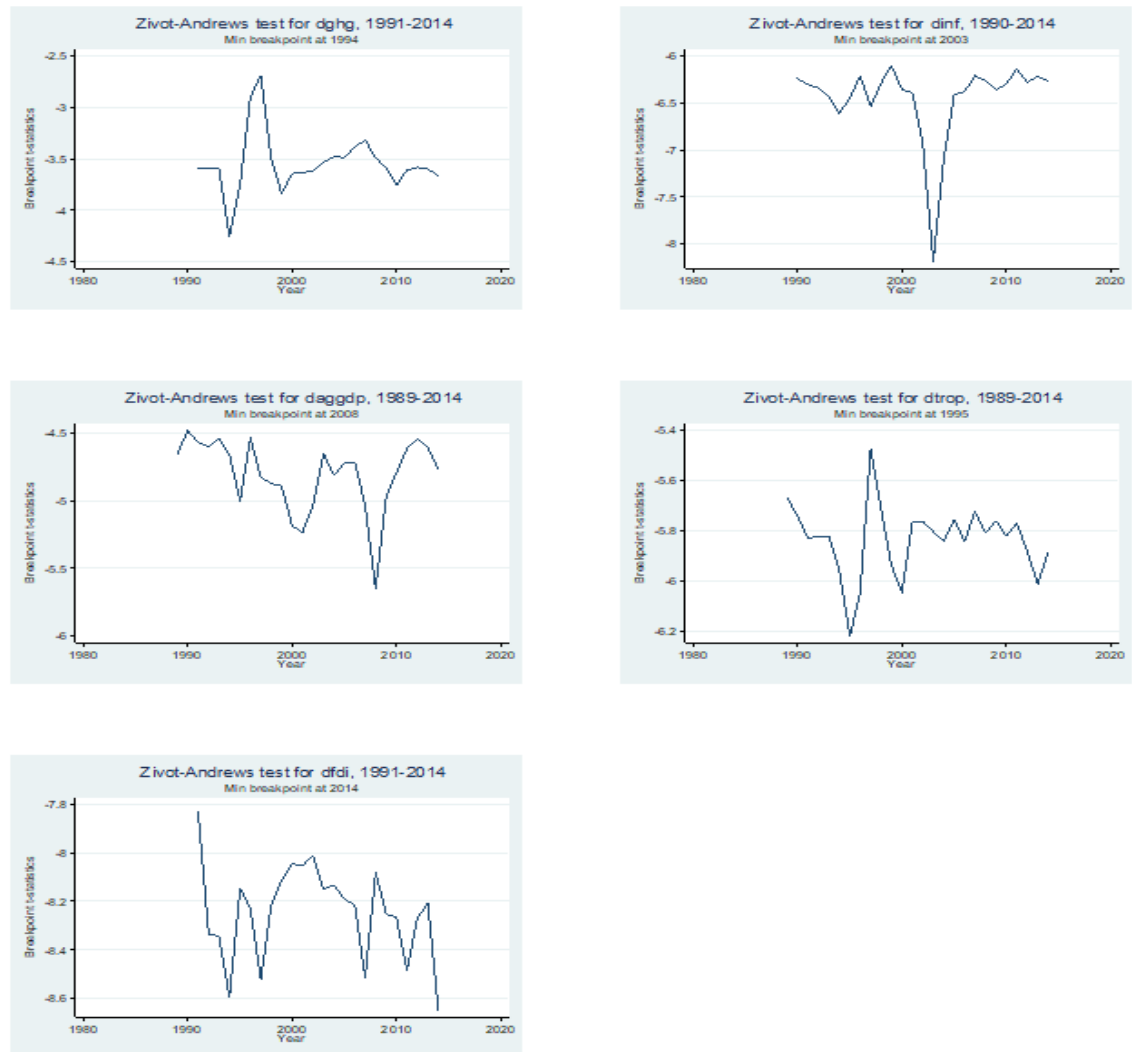 Zivot-Andrews test for dghg, 1991-2014
Min breakpoint at 1994
Breakpoint t-statistics
-2.5
-3
-3.5
-4
-4.5
1980 1990 2000 2010 2020
Year
Zivot-Andrews test for dinf, 1990-2014
Min breakpoint at 2003
Breakpoint t-statistics
-6
-6.5
-7
-7.5
-8
1980 1990 2000 2010 2020
Year
Zivot-Andrews test for daggdp, 1989-2014
Min breakpoint at 2008
Breakpoint t-statistics
-4.5
-5
-5.5
-6
1980 1990 2000 2010 2020
Year
Zivot-Andrews test for dtrop, 1989-2014
Min breakpoint at 1995
Breakpoint t-statistics
-5.4
-5.6
-5.8
-6
-6.2
1980 1990 2000 2010 2020
Year
Zivot-Andrews test for dfdi, 1991-2014
Min breakpoint at 2014
Breakpoint t-statistics
-7.8
-8
-8.2
-8.4
-8.6
1980 1990 2000 2010 2020
Year